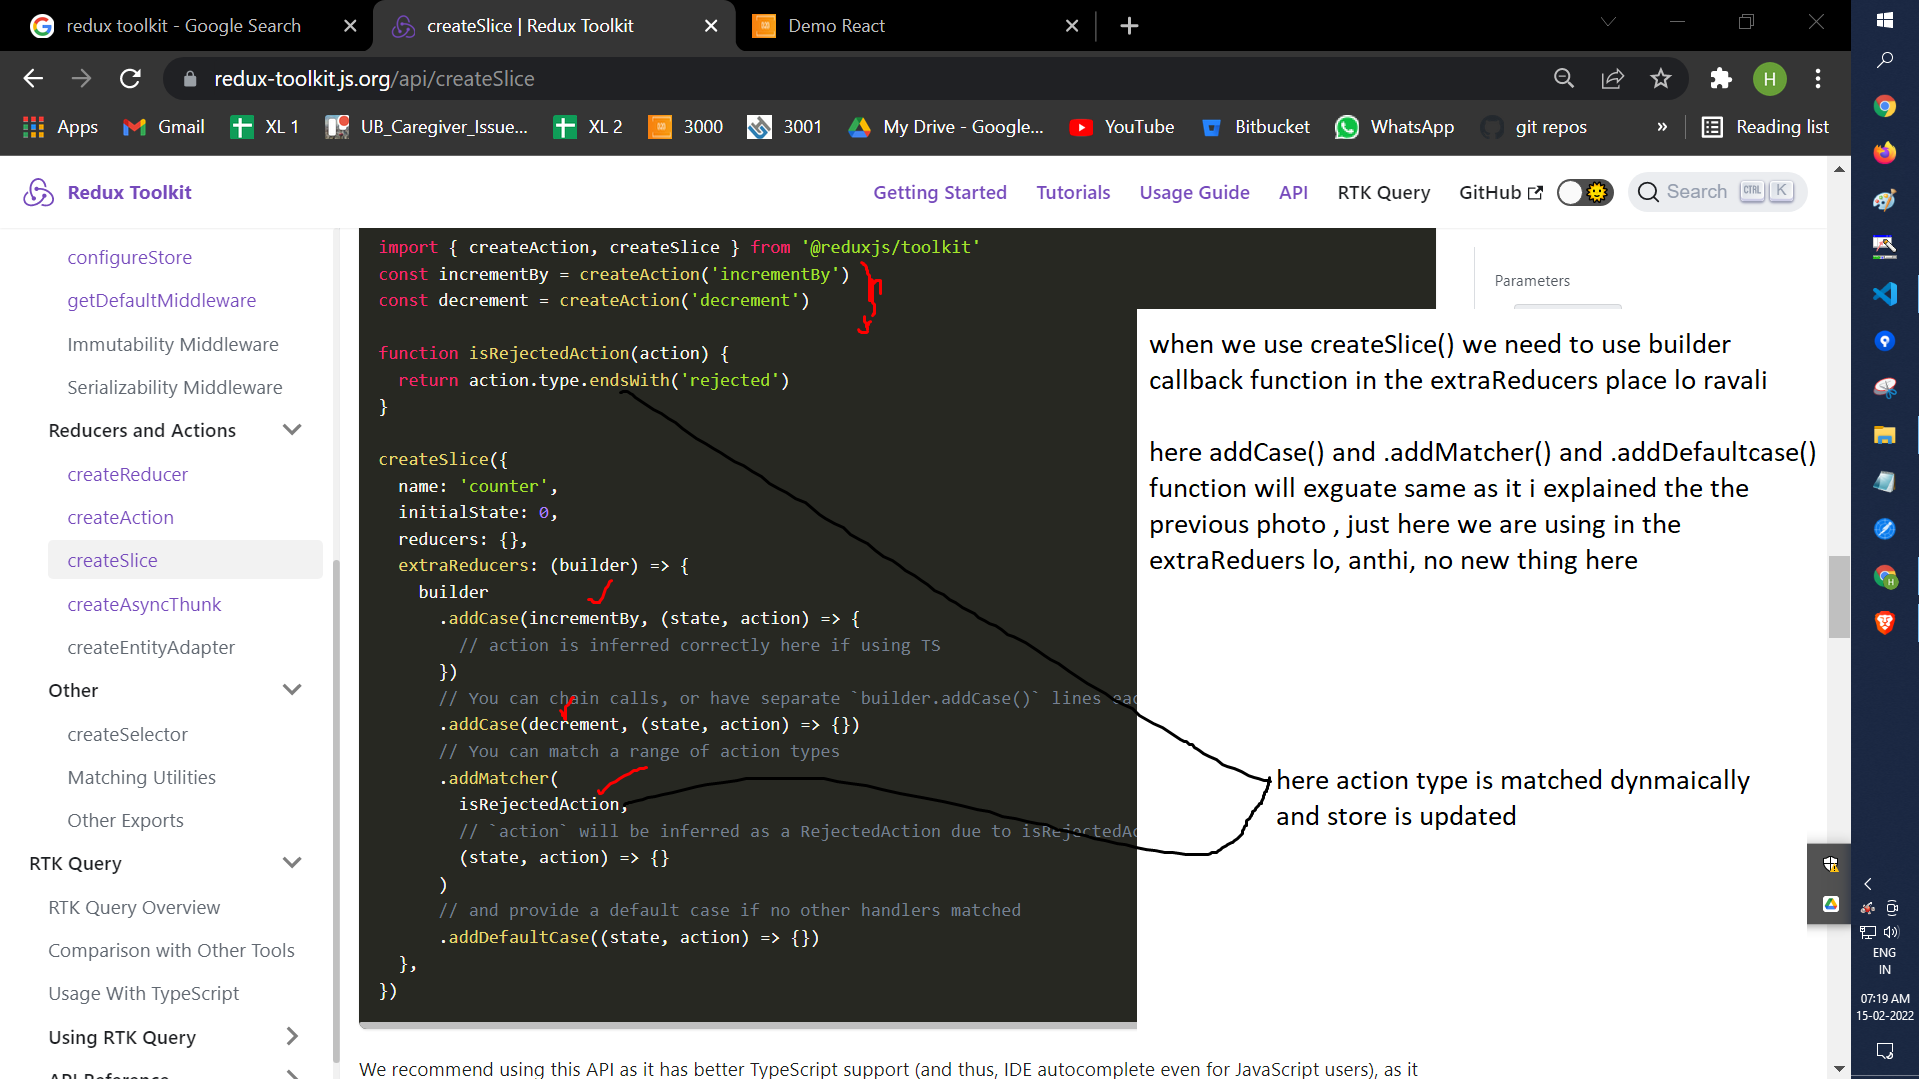 redux toolkit - Google Search
createSlice | Redux Toolkit
Demo React
redux-toolkit.js.org/api/createSlice
H
Apps
Gmail
XL 1
UB_Caregiver_Issue...
XL 2
3000
3001
My Drive - Google...
YouTube
Bitbucket
WhatsApp
git repos
»
Reading list
Redux Toolkit
Getting Started
Tutorials
Usage Guide
API
RTK Query
GitHub
Search
CTRL K
configureStore
getDefaultMiddleware
Immutability Middleware
Serializability Middleware
Reducers and Actions
createReducer
createAction
createSlice
createAsyncThunk
createEntityAdapter
Other
createSelector
Matching Utilities
Other Exports
RTK Query
RTK Query Overview
Comparison with Other Tools
Usage With TypeScript
Using RTK Query
API Reference
import { createAction, createSlice } from '@reduxjs/toolkit'
const incrementBy = createAction('incrementBy')
const decrement = createAction('decrement')
function isRejectedAction(action) {
return action.type.endsWith('rejected')
}
createSlice({
name: 'counter',
initialState: 0,
reducers: {},
extraReducers: (builder) => {
builder
.addCase(incrementBy, (state, action) => {
// action is inferred correctly here if using TS
})
// You can chain calls, or have separate `builder.addCase()` lines eac
.addCase(decrement, (state, action) => {})
// You can match a range of action types
.addMatcher(
isRejectedAction,
// `action` will be inferred as a RejectedAction due to isRejectedAc
(state, action) => {}
)
// and provide a default case if no other handlers matched
.addDefaultCase((state, action) => {})
},
})
We recommend using this API as it has better TypeScript support (and thus, IDE autocomplete even for JavaScript users), as it
Parameters
when we use createSlice() we need to use builder
callback function in the extraReducers place lo ravali
here addCase() and .addMatcher() and .addDefaultcase()
function will exguate same as it i explained the the
previous photo , just here we are using in the
extraReduers lo, anthi, no new thing here
here action type is matched dynmaically
and store is updated
ENG
IN
07:19 AM
15-02-2022